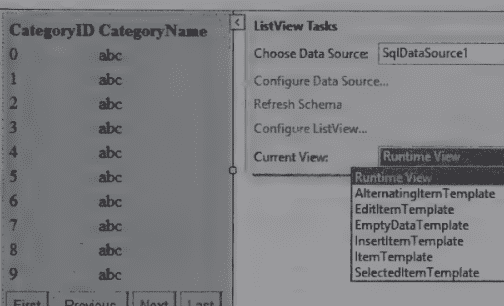 CategoryID CategoryName
0 abc
1 abc
2 abc
3 abc
4 abc
5 abc
6 abc
7 abc
8 abc
9 abc
First Previous Next Last
ListView Tasks
Choose Data Source: SqlDataSource1
Configure Data Source...
Refresh Schema
Configure ListView...
Current View: Runtime View
Runtime View
AlternatingItemTemplate
EditItemTemplate
EmptyDataTemplate
InsertItemTemplate
ItemTemplate
SelectedItemTemplate